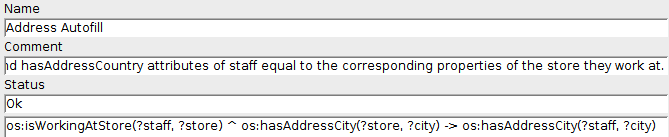 Name
Address Autofill
Comment
hasAddressCountry attributes of staff equal to the corresponding properties of the store they work at.
Status
Ok
os:isWorkingAtStore(?staff, ?store) ^ os:hasAddressCity(?store, ?city) -> os:hasAddressCity(?staff, ?city)